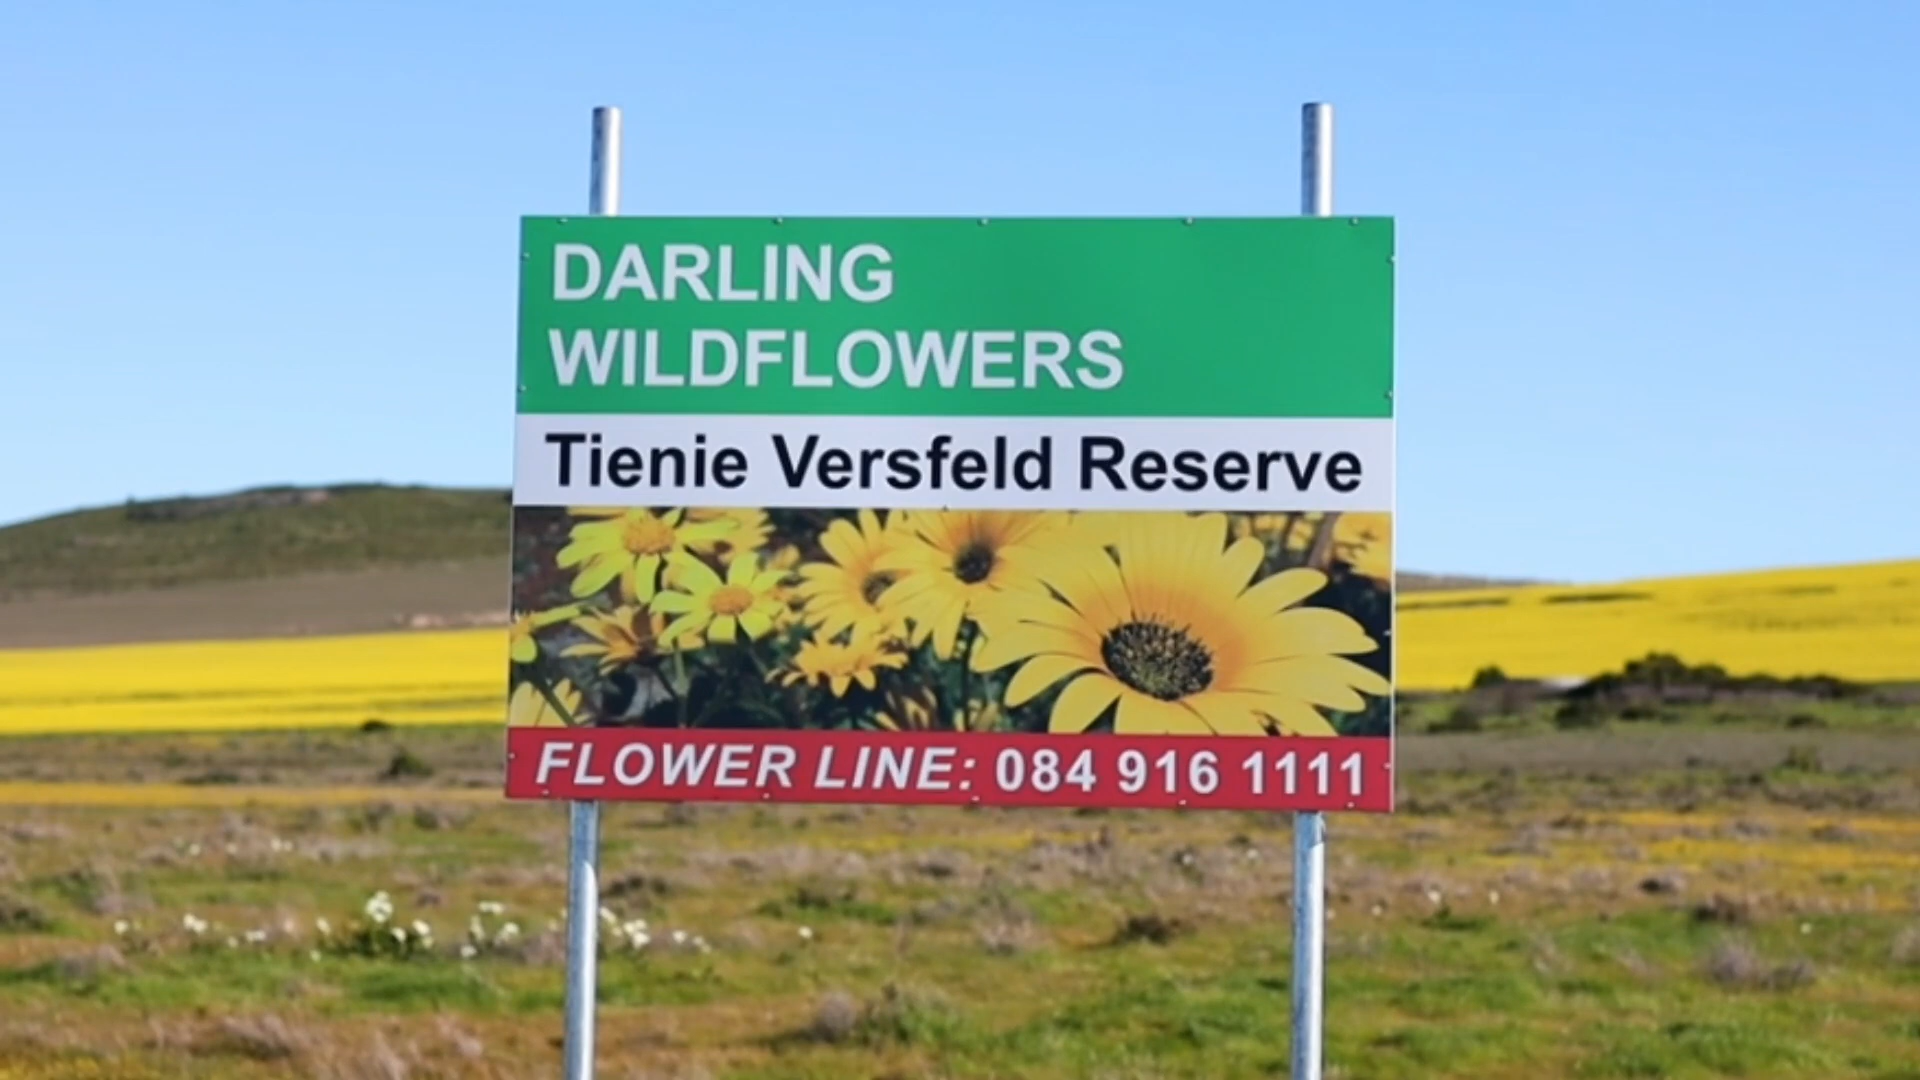 DARLING
WILDFLOWERS
Tienie Versfeld Reserve
FLOWER LINE: 084 916 1111